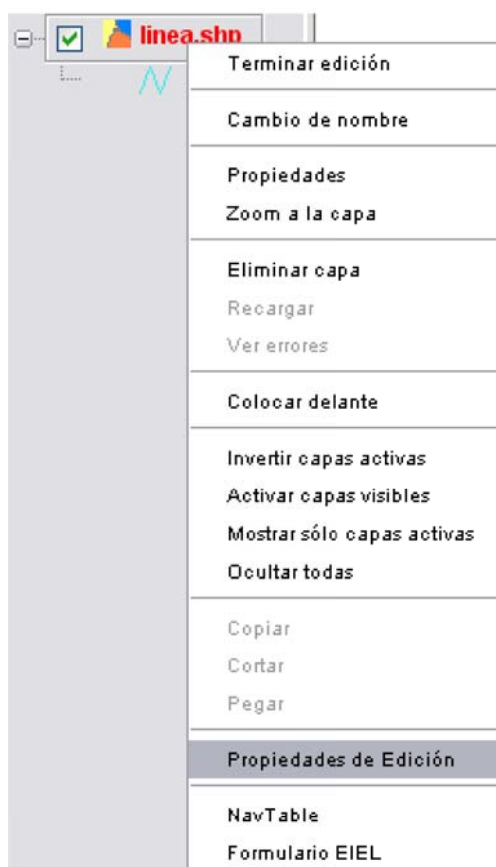 linea.shp
Terminar edición
Cambio de nombre
Propiedades
Zoom a la capa
Eliminar capa
Recargar
Ver errores
Colocar delante
Invertir capas activas
Activar capas visibles
Mostrar sólo capas activas
Ocultar todas
Copiar
Cortar
Pegar
Propiedades de Edición
NavTable
Formulario EIEL